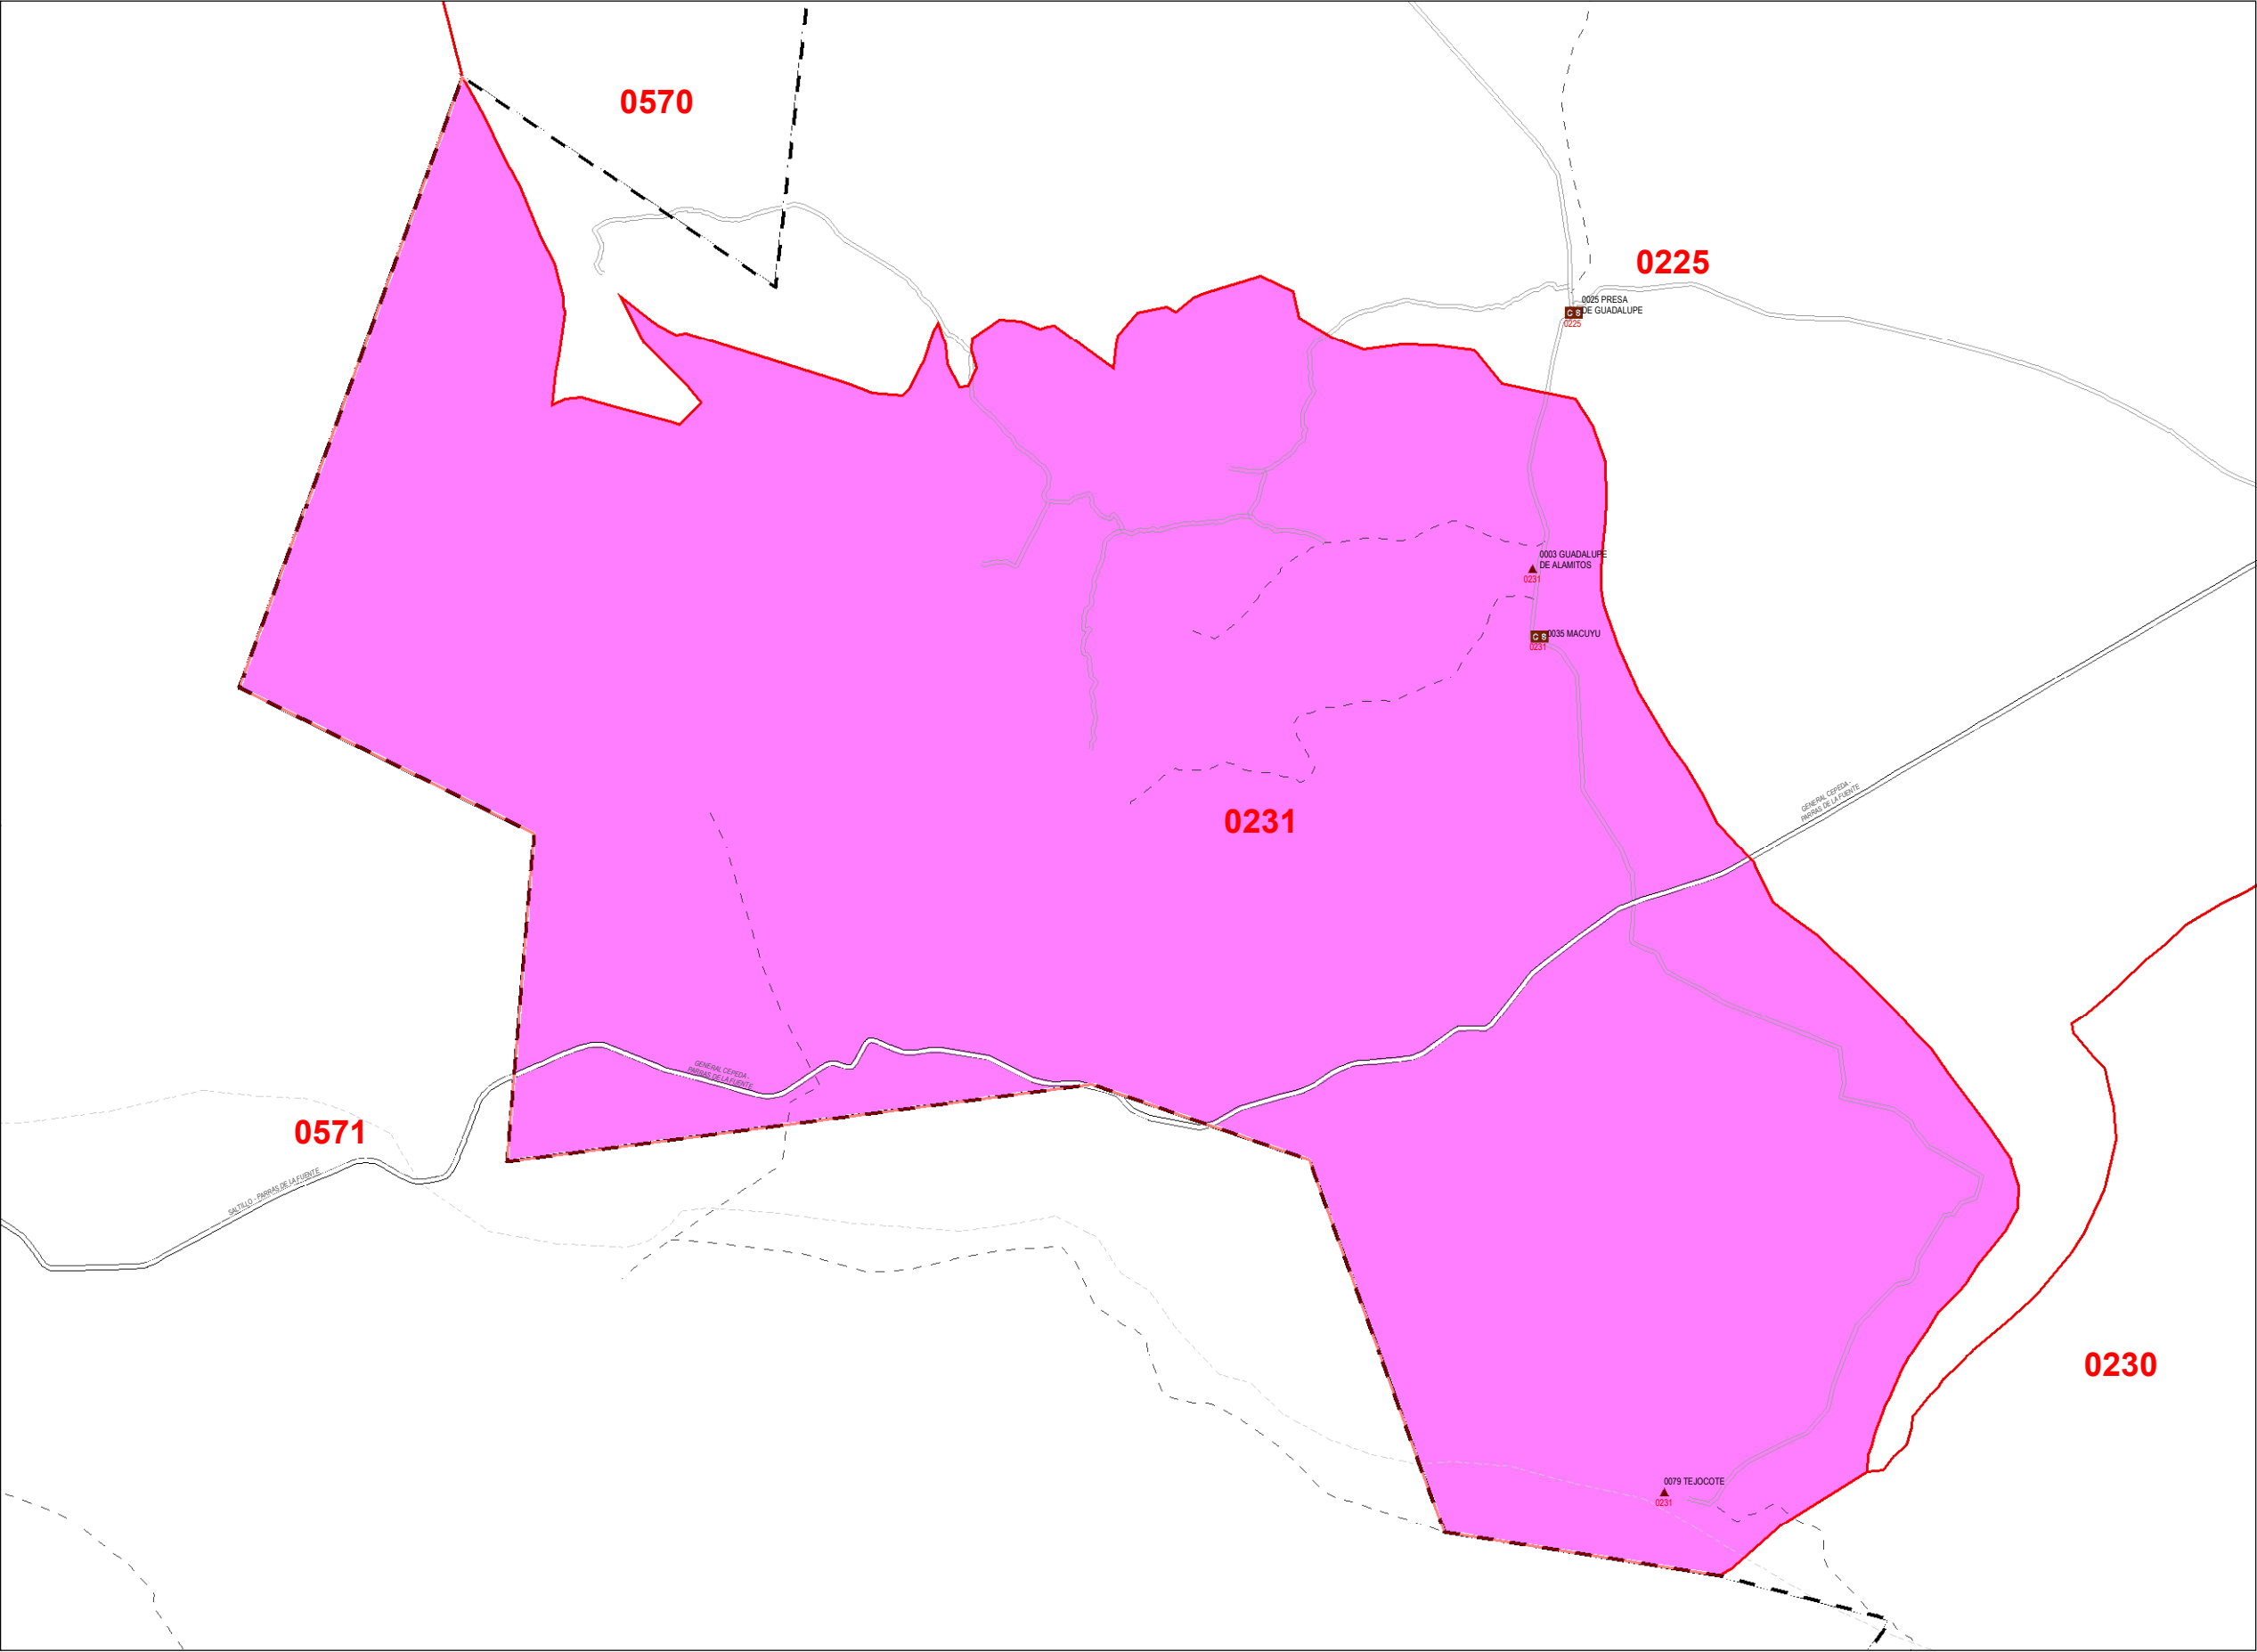 0570
0225
0025 PRESA
DE GUADALUPE
C S
0225
0003 GUADALUPE
DE ALAMITOS
0231
C S
0035 MACUYU
0231
GENERAL CEPEDA -
PARRAS DE LA FUENTE
0231
GENERAL CEPEDA -
PARRAS DE LA FUENTE
0571
SALTILLO - PARRAS DE LA FUENTE
0230
0079 TEJOCOTE
0231